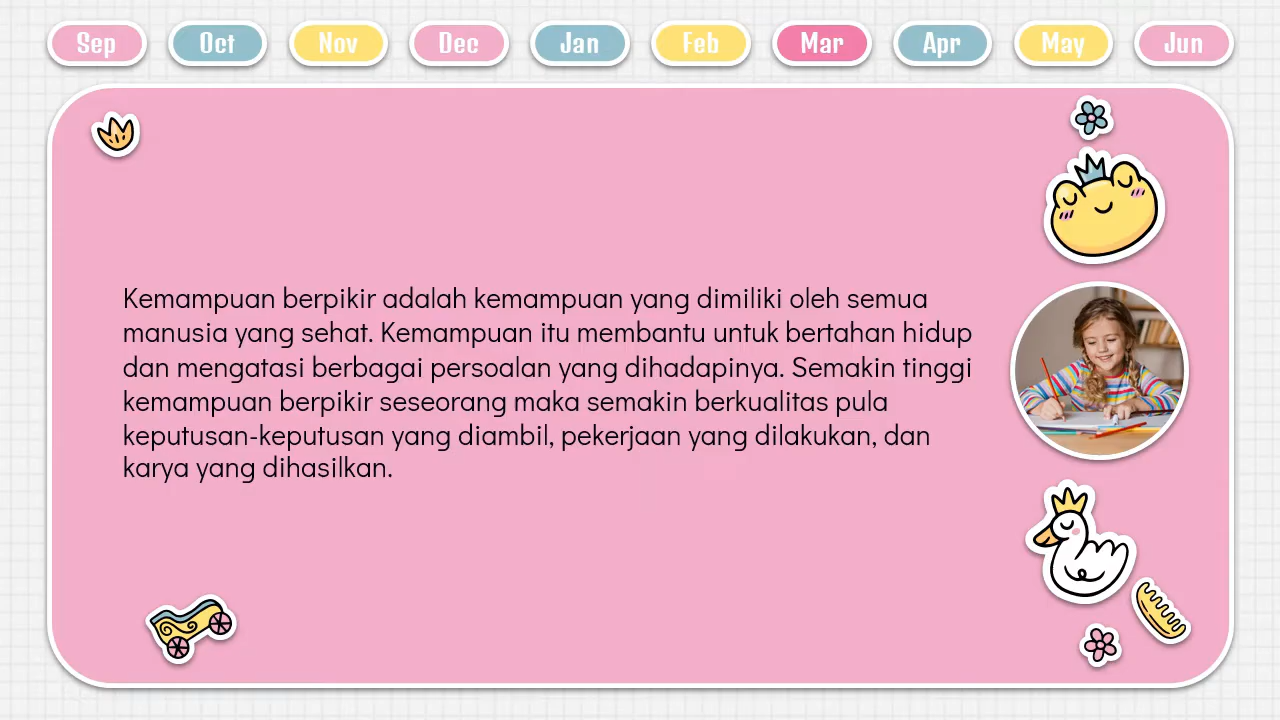 Sep Oct Nov Dec Jan Feb Mar Apr May Jun
Kemampuan berpikir adalah kemampuan yang dimiliki oleh semua
manusia yang sehat. Kemampuan itu membantu untuk bertahan hidup
dan mengatasi berbagai persoalan yang dihadapinya. Semakin tinggi
kemampuan berpikir seseorang maka semakin berkualitas pula
keputusan-keputusan yang diambil, pekerjaan yang dilakukan, dan
karya yang dihasilkan.